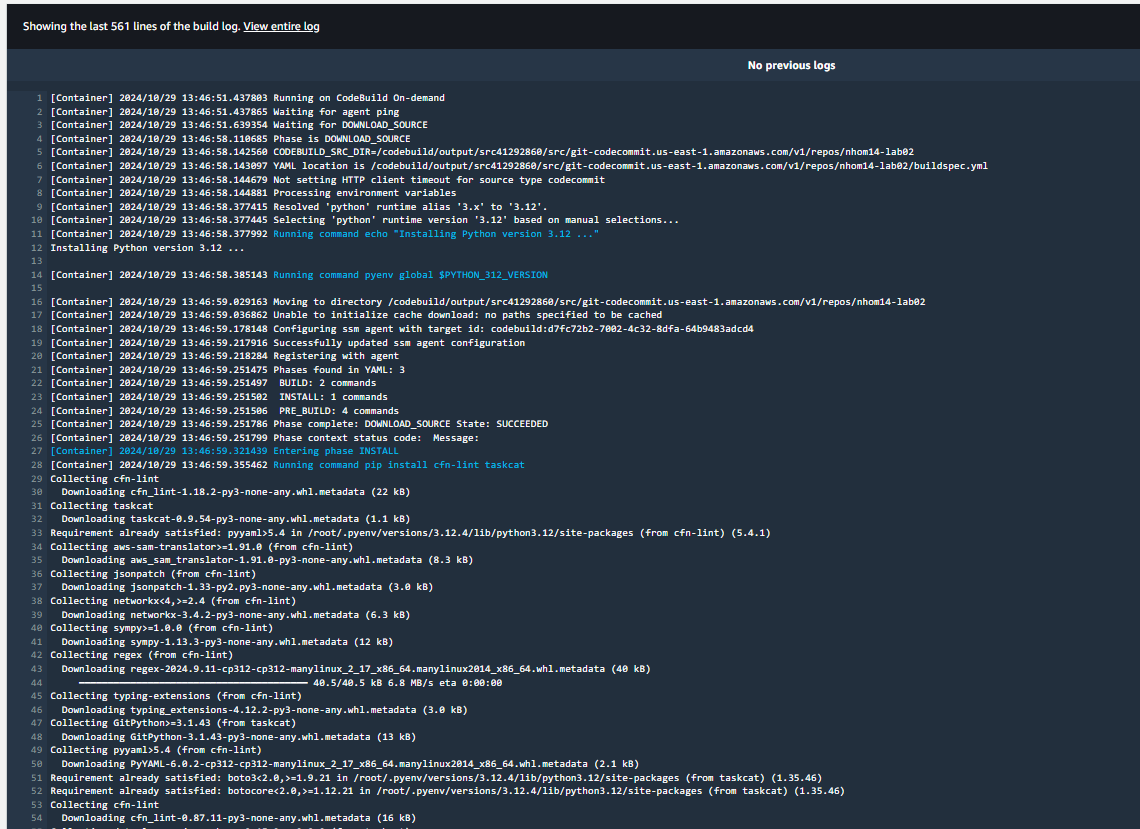 Showing the last 561 lines of the build log. View entire log
No previous logs
1 [Container] 2024/10/29 13:46:51.437803 Running on CodeBuild On-demand
2 [Container] 2024/10/29 13:46:51.437865 Waiting for agent ping
3 [Container] 2024/10/29 13:46:51.639354 Waiting for DOWNLOAD_SOURCE
4 [Container] 2024/10/29 13:46:58.110685 Phase is DOWNLOAD_SOURCE
5 [Container] 2024/10/29 13:46:58.142560 CODEBUILD_SRC_DIR=/codebuild/output/src41292860/src/git-codecommit.us-east-1.amazonaws.com/v1/repos/nhom14-lab02
6 [Container] 2024/10/29 13:46:58.143097 YAML location is /codebuild/output/src41292860/src/git-codecommit.us-east-1.amazonaws.com/v1/repos/nhom14-lab02/buildspec.yml
7 [Container] 2024/10/29 13:46:58.144679 Not setting HTTP client timeout for source type codecommit
8 [Container] 2024/10/29 13:46:58.144881 Processing environment variables
9 [Container] 2024/10/29 13:46:58.377415 Resolved 'python' runtime alias '3.x' to '3.12'.
10 [Container] 2024/10/29 13:46:58.377445 Selecting 'python' runtime version '3.12' based on manual selections...
11 [Container] 2024/10/29 13:46:58.377992 Running command echo "Installing Python version 3.12 ..."
12 Installing Python version 3.12 ...
13
14 [Container] 2024/10/29 13:46:58.385143 Running command pyenv global $PYTHON_312_VERSION
15
16 [Container] 2024/10/29 13:46:59.029163 Moving to directory /codebuild/output/src41292860/src/git-codecommit.us-east-1.amazonaws.com/v1/repos/nhom14-lab02
17 [Container] 2024/10/29 13:46:59.036862 Unable to initialize cache download: no paths specified to be cached
18 [Container] 2024/10/29 13:46:59.178148 Configuring ssm agent with target id: codebuild:d7fc72b2-7002-4c32-8dfa-64b9483adcd4
19 [Container] 2024/10/29 13:46:59.217916 Successfully updated ssm agent configuration
20 [Container] 2024/10/29 13:46:59.218284 Registering with agent
21 [Container] 2024/10/29 13:46:59.251475 Phases found in YAML: 3
22 [Container] 2024/10/29 13:46:59.251497  BUILD: 2 commands
23 [Container] 2024/10/29 13:46:59.251502  INSTALL: 1 commands
24 [Container] 2024/10/29 13:46:59.251506  PRE_BUILD: 4 commands
25 [Container] 2024/10/29 13:46:59.251786 Phase complete: DOWNLOAD_SOURCE State: SUCCEEDED
26 [Container] 2024/10/29 13:46:59.251799 Phase context status code:  Message:
27 [Container] 2024/10/29 13:46:59.321439 Entering phase INSTALL
28 [Container] 2024/10/29 13:46:59.355462 Running command pip install cfn-lint taskcat
29 Collecting cfn-lint
30   Downloading cfn_lint-1.18.2-py3-none-any.whl.metadata (22 kB)
31 Collecting taskcat
32   Downloading taskcat-0.9.54-py3-none-any.whl.metadata (1.1 kB)
33 Requirement already satisfied: pyyaml>5.4 in /root/.pyenv/versions/3.12.4/lib/python3.12/site-packages (from cfn-lint) (5.4.1)
34 Collecting aws-sam-translator>=1.91.0 (from cfn-lint)
35   Downloading aws_sam_translator-1.91.0-py3-none-any.whl.metadata (8.3 kB)
36 Collecting jsonpatch (from cfn-lint)
37   Downloading jsonpatch-1.33-py2.py3-none-any.whl.metadata (3.0 kB)
38 Collecting networkx<4,>=2.4 (from cfn-lint)
39   Downloading networkx-3.4.2-py3-none-any.whl.metadata (6.3 kB)
40 Collecting sympy>=1.0.0 (from cfn-lint)
41   Downloading sympy-1.13.3-py3-none-any.whl.metadata (12 kB)
42 Collecting regex (from cfn-lint)
43   Downloading regex-2024.9.11-cp312-cp312-manylinux_2_17_x86_64.manylinux2014_x86_64.whl.metadata (40 kB)
44 40.5/40.5 kB 6.8 MB/s eta 0:00:00
45 Collecting typing-extensions (from cfn-lint)
46   Downloading typing_extensions-4.12.2-py3-none-any.whl.metadata (3.0 kB)
47 Collecting GitPython>=3.1.43 (from taskcat)
48   Downloading GitPython-3.1.43-py3-none-any.whl.metadata (13 kB)
49 Collecting pyyaml>5.4 (from cfn-lint)
50   Downloading PyYAML-6.0.2-cp312-cp312-manylinux_2_17_x86_64.manylinux2014_x86_64.whl.metadata (2.1 kB)
51 Requirement already satisfied: boto3<2.0,>=1.9.21 in /root/.pyenv/versions/3.12.4/lib/python3.12/site-packages (from taskcat) (1.35.46)
52 Requirement already satisfied: botocore<2.0,>=1.12.21 in /root/.pyenv/versions/3.12.4/lib/python3.12/site-packages (from taskcat) (1.35.46)
53 Collecting cfn-lint
54   Downloading cfn_lint-0.87.11-py3-none-any.whl.metadata (16 kB)